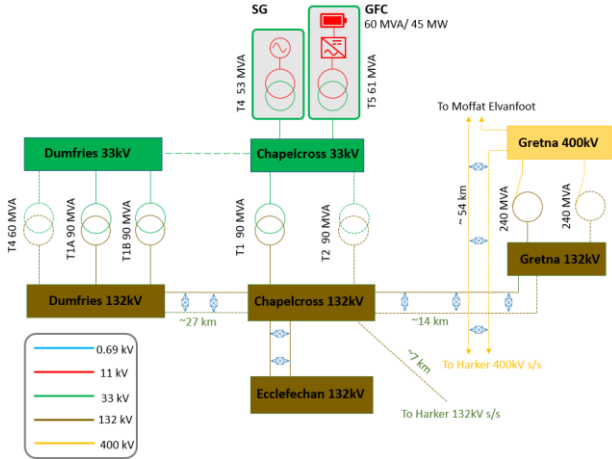 SG
GFC
60 MVA/ 45 MW
T4 53 MVA
T5 61 MVA
To Moffat Elvanfoot
Dumfries 33kV
Chapelcross 33kV
Gretna 400kV
~ 54 km
T4 60 MVA
T1A 90 MVA
T1B 90 MVA
T1 90 MVA
T2 90 MVA
240 MVA
240 MVA
Gretna 132kV
Dumfries 132kV
Chapelcross 132kV
~27 km
~14 km
~7 km
To Harker 400kV s/s
Ecclefechan 132kV
To Harker 132kV s/s
0.69 kV
11 kV
33 kV
132 kV
400 kV